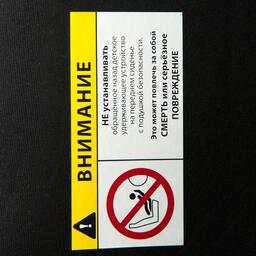 ВНИМАНИЕ
НЕ устанавливать
обращённое назад детское
удерживающее устройство
на переднем сиденье
с подушкой безопасности.
Это может повлечь за собой
СМЕРТЬ или серьёзное
ПОВРЕЖДЕНИЕ